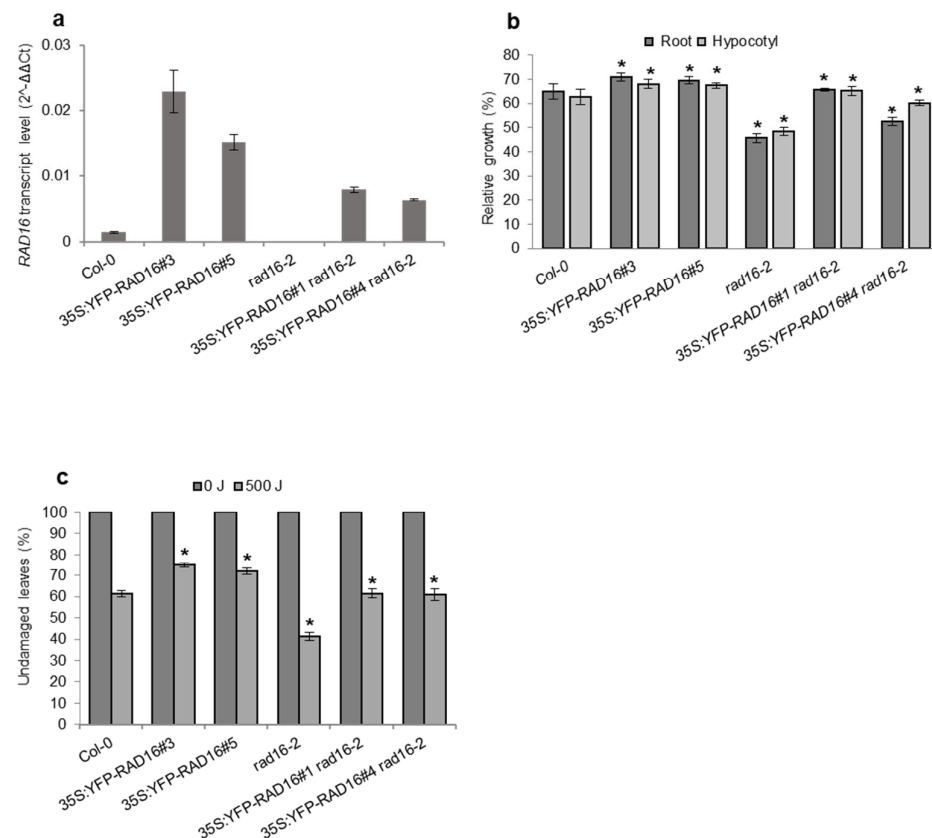 a
RAD16 transcript level (2^-ΔΔCt)
0.03
0.02
0.01
0
Col-0
35S:YFP-RAD16#3
35S:YFP-RAD16#5
rad16-2
35S:YFP-RAD16#1 rad16-2
35S:YFP-RAD16#4 rad16-2
b
Root Hypocotyl
Relative growth (%)
80
70
60
50
40
30
20
10
0
* * * * * * * * * *
Col-0
35S:YFP-RAD16#3
35S:YFP-RAD16#5
rad16-2
35S:YFP-RAD16#1 rad16-2
35S:YFP-RAD16#4 rad16-2
c
0 J 500 J
Undamaged leaves (%)
100
90
80
70
60
50
40
30
20
10
0
* * * * *
Col-0
35S:YFP-RAD16#3
35S:YFP-RAD16#5
rad16-2
35S:YFP-RAD16#1 rad16-2
35S:YFP-RAD16#4 rad16-2